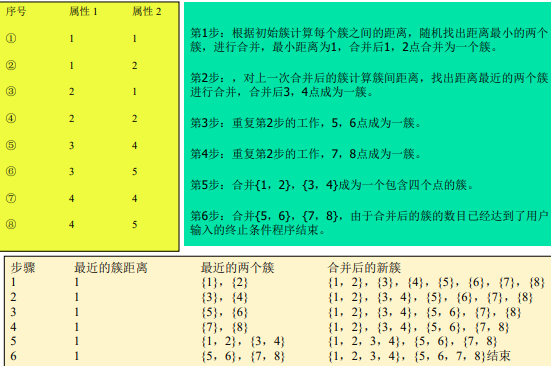 序号 属性 1 属性 2
① 1 1
② 1 2
③ 2 1
④ 2 2
⑤ 3 4
⑥ 3 5
⑦ 4 4
⑧ 4 5
第1步：根据初始簇计算每个簇之间的距离，随机找出距离最小的两个
簇，进行合并，最小距离为1，合并后1，2点合并为一个簇。
第2步：，对上一次合并后的簇计算簇间距离，找出距离最近的两个簇
进行合并，合并后3，4点成为一簇。
第3步：重复第2步的工作，5，6点成为一簇。
第4步：重复第2步的工作，7，8点成为一簇。
第5步：合并{1，2}，{3，4}成为一个包含四个点的簇。
第6步：合并{5，6}，{7，8}，由于合并后的簇的数目已经达到了用户
输入的终止条件程序结束。
步骤 最近的簇距离 最近的两个簇 合并后的新簇
1 1 {1}，{2} {1，2}，{3}，{4}，{5}，{6}，{7}，{8}
2 1 {3}，{4} {1，2}，{3，4}，{5}，{6}，{7}，{8}
3 1 {5}，{6} {1，2}，{3，4}，{5，6}，{7}，{8}
4 1 {7}，{8} {1，2}，{3，4}，{5，6}，{7，8}
5 1 {1，2}，{3，4} {1，2，3，4}，{5，6}，{7，8}
6 1 {5，6}，{7，8} {1，2，3，4}，{5，6，7，8}结束